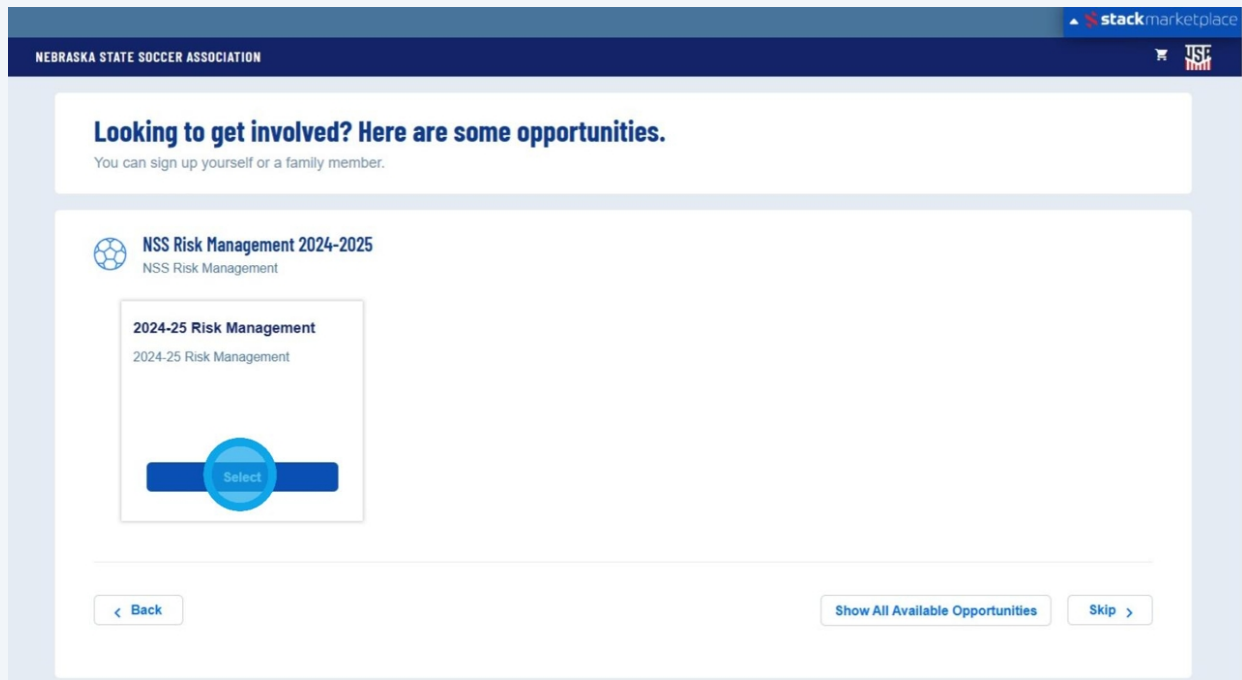 stackmarketplace
NEBRASKA STATE SOCCER ASSOCIATION
Looking to get involved? Here are some opportunities.
You can sign up yourself or a family member.
NSS Risk Management 2024-2025
NSS Risk Management
2024-25 Risk Management
2024-25 Risk Management
Select
Back
Show All Available Opportunities
Skip